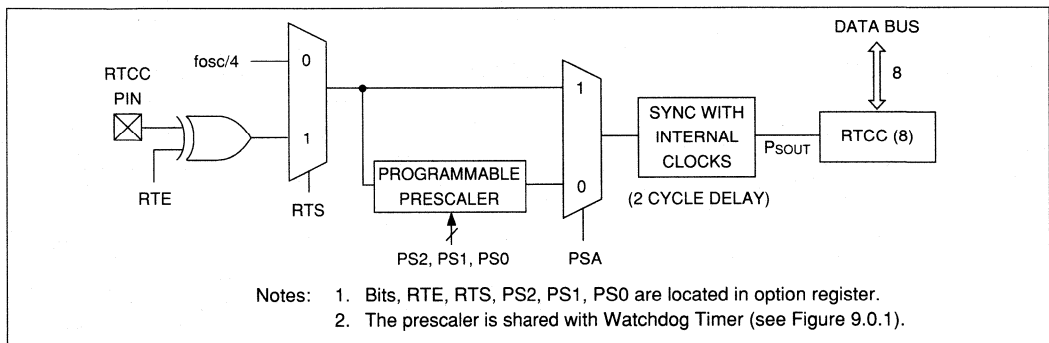 DATA BUS
8
fosc/4
0
RTCC
PIN
1
RTE
RTS
PROGRAMMABLE
PRESCALER
PS2, PS1, PS0
1
0
PSA
SYNC WITH
INTERNAL
CLOCKS
(2 CYCLE DELAY)
PSOUT
RTCC (8)
Notes: 1. Bits, RTE, RTS, PS2, PS1, PS0 are located in option register.
2. The prescaler is shared with Watchdog Timer (see Figure 9.0.1).